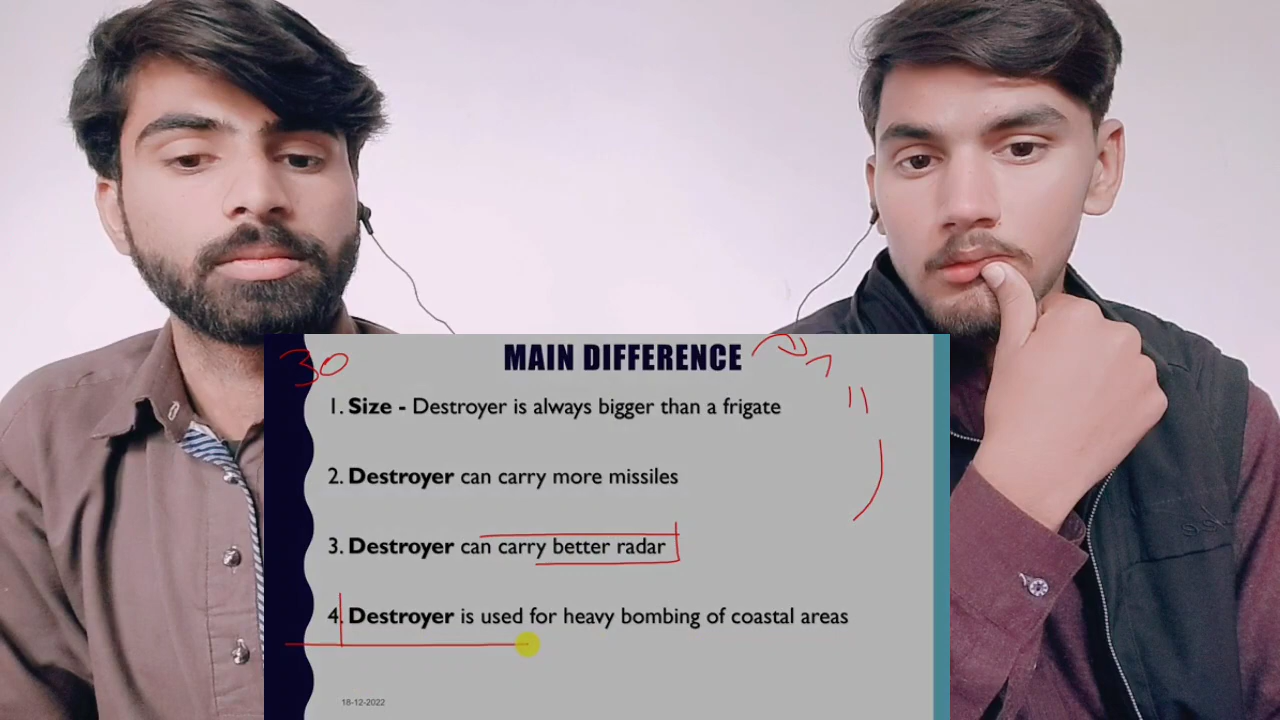 30
MAIN DIFFERENCE
1. Size - Destroyer is always bigger than a frigate
2. Destroyer can carry more missiles
3. Destroyer can carry better radar
4. Destroyer is used for heavy bombing of coastal areas
18-12-2022